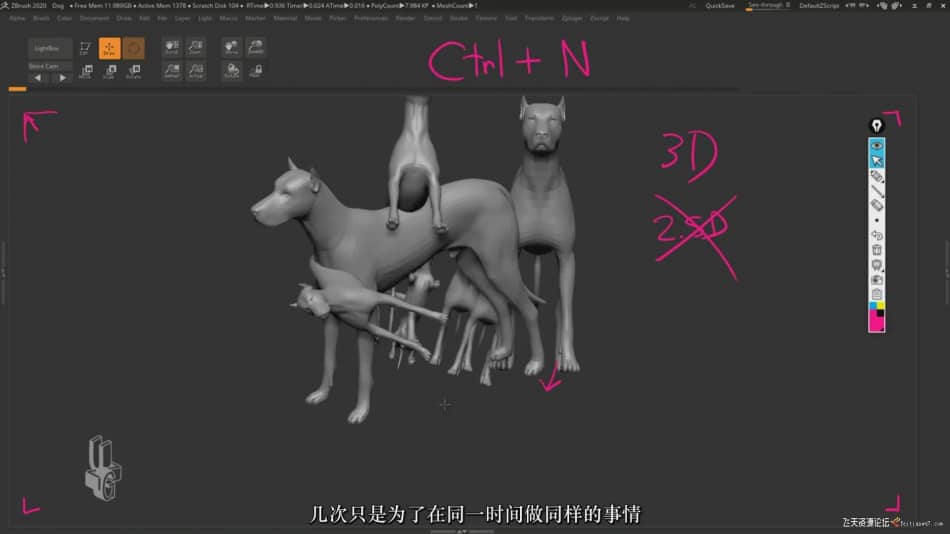 ZBrush 2020 Dog ● Free Mem 11.989GB ● Active Mem 1378 ● Scratch Disk 104 ● RTime▶0.936 Timer▶0.024 ATime▶0.016 ● PolyCount▶7.984 KP ● MeshCount▶1 AC QuickSave See-through 0 DefaultZScript
Alpha Brush Color Document Draw Edit File Layer Light Macro Marker Material Movie Picker Preferences Render Stencil Stroke Texture Tool Transform Zplugin Zscript Help
LightBox
Store Cam
Edit Draw
Move Scale Rotate
Ctrl + N
3D
2.5D
几次只是为了在同一时间做同样的事情
飞天资源论坛 feitianwu7.com